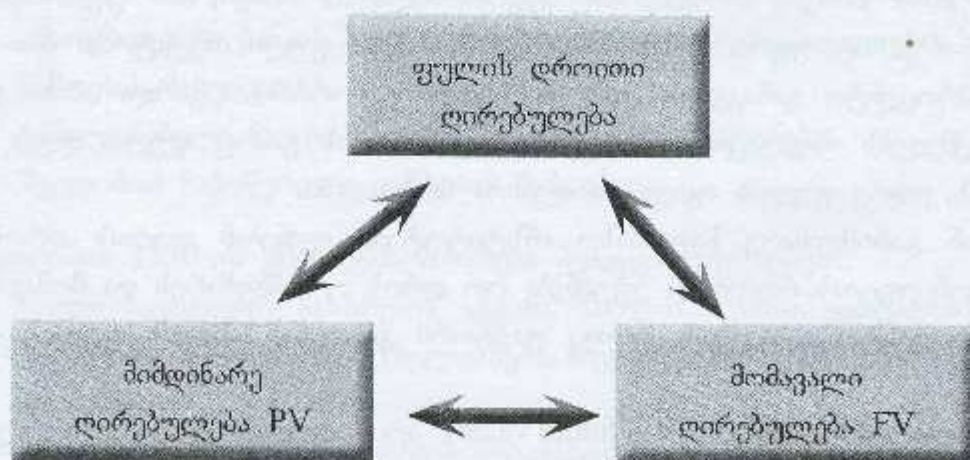 ფულის დროითი
ღირებულება
მიმდინარე
ღირებულება PV
მომავალი
ღირებულება FV